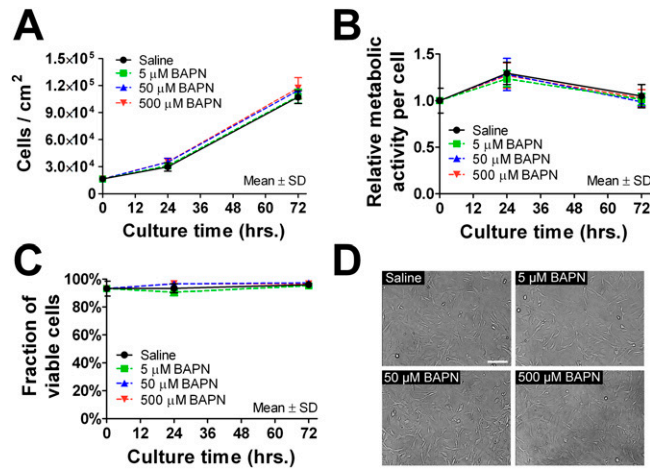 A
Cells / cm²
1.5×10⁵
1.2×10⁵
9.0×10⁴
6.0×10⁴
3.0×10⁴
0
Saline
5 μM BAPN
50 μM BAPN
500 μM BAPN
Mean ± SD
0 12 24 36 48 60 72
Culture time (hrs.)
B
Relative metabolic
activity per cell
1.5
1.0
0.5
0.0
Saline
5 μM BAPN
50 μM BAPN
500 μM BAPN
Mean ± SD
0 12 24 36 48 60 72
Culture time (hrs.)
C
Fraction of
viable cells
100%
80%
60%
40%
20%
0%
Saline
5 μM BAPN
50 μM BAPN
500 μM BAPN
Mean ± SD
0 12 24 36 48 60 72
Culture time (hrs.)
D
Saline
5 μM BAPN
50 μM BAPN
500 μM BAPN